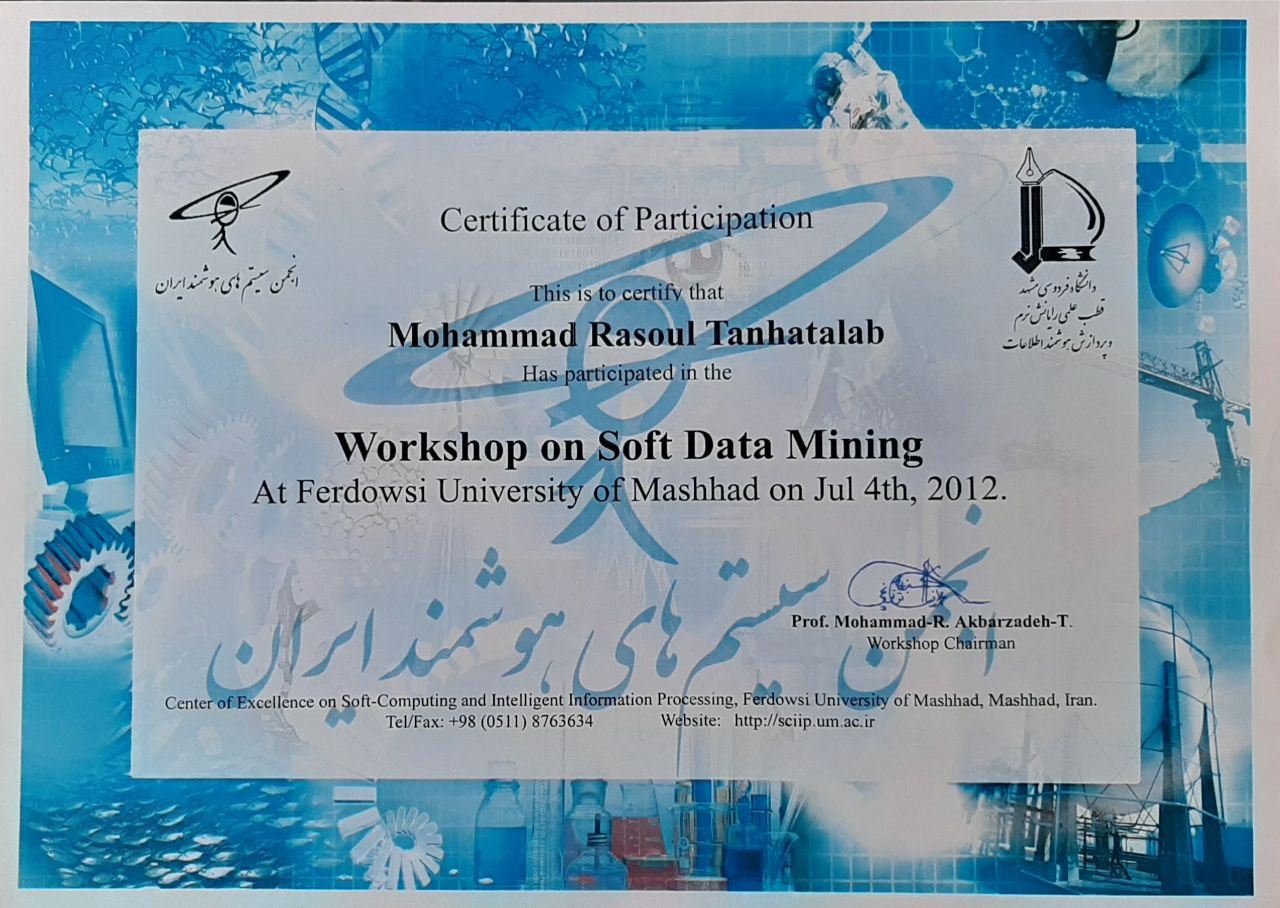 Certificate of Participation
انجمن سیستم های هوشمند ایران
دانشگاه فردوسی مشهد
قطب علمی رایانش نرم
و پردازش هوشمند اطلاعات
This is to certify that
Mohammad Rasoul Tanhatalab
Has participated in the
Workshop on Soft Data Mining
At Ferdowsi University of Mashhad on Jul 4th, 2012.
انجمن سیستم های هوشمند ایران
Prof. Mohammad-R. Akbarzadeh-T.
Workshop Chairman
Center of Excellence on Soft-Computing and Intelligent Information Processing, Ferdowsi University of Mashhad, Mashhad, Iran.
Tel/Fax: +98 (0511) 8763634 Website: http://sciip.um.ac.ir